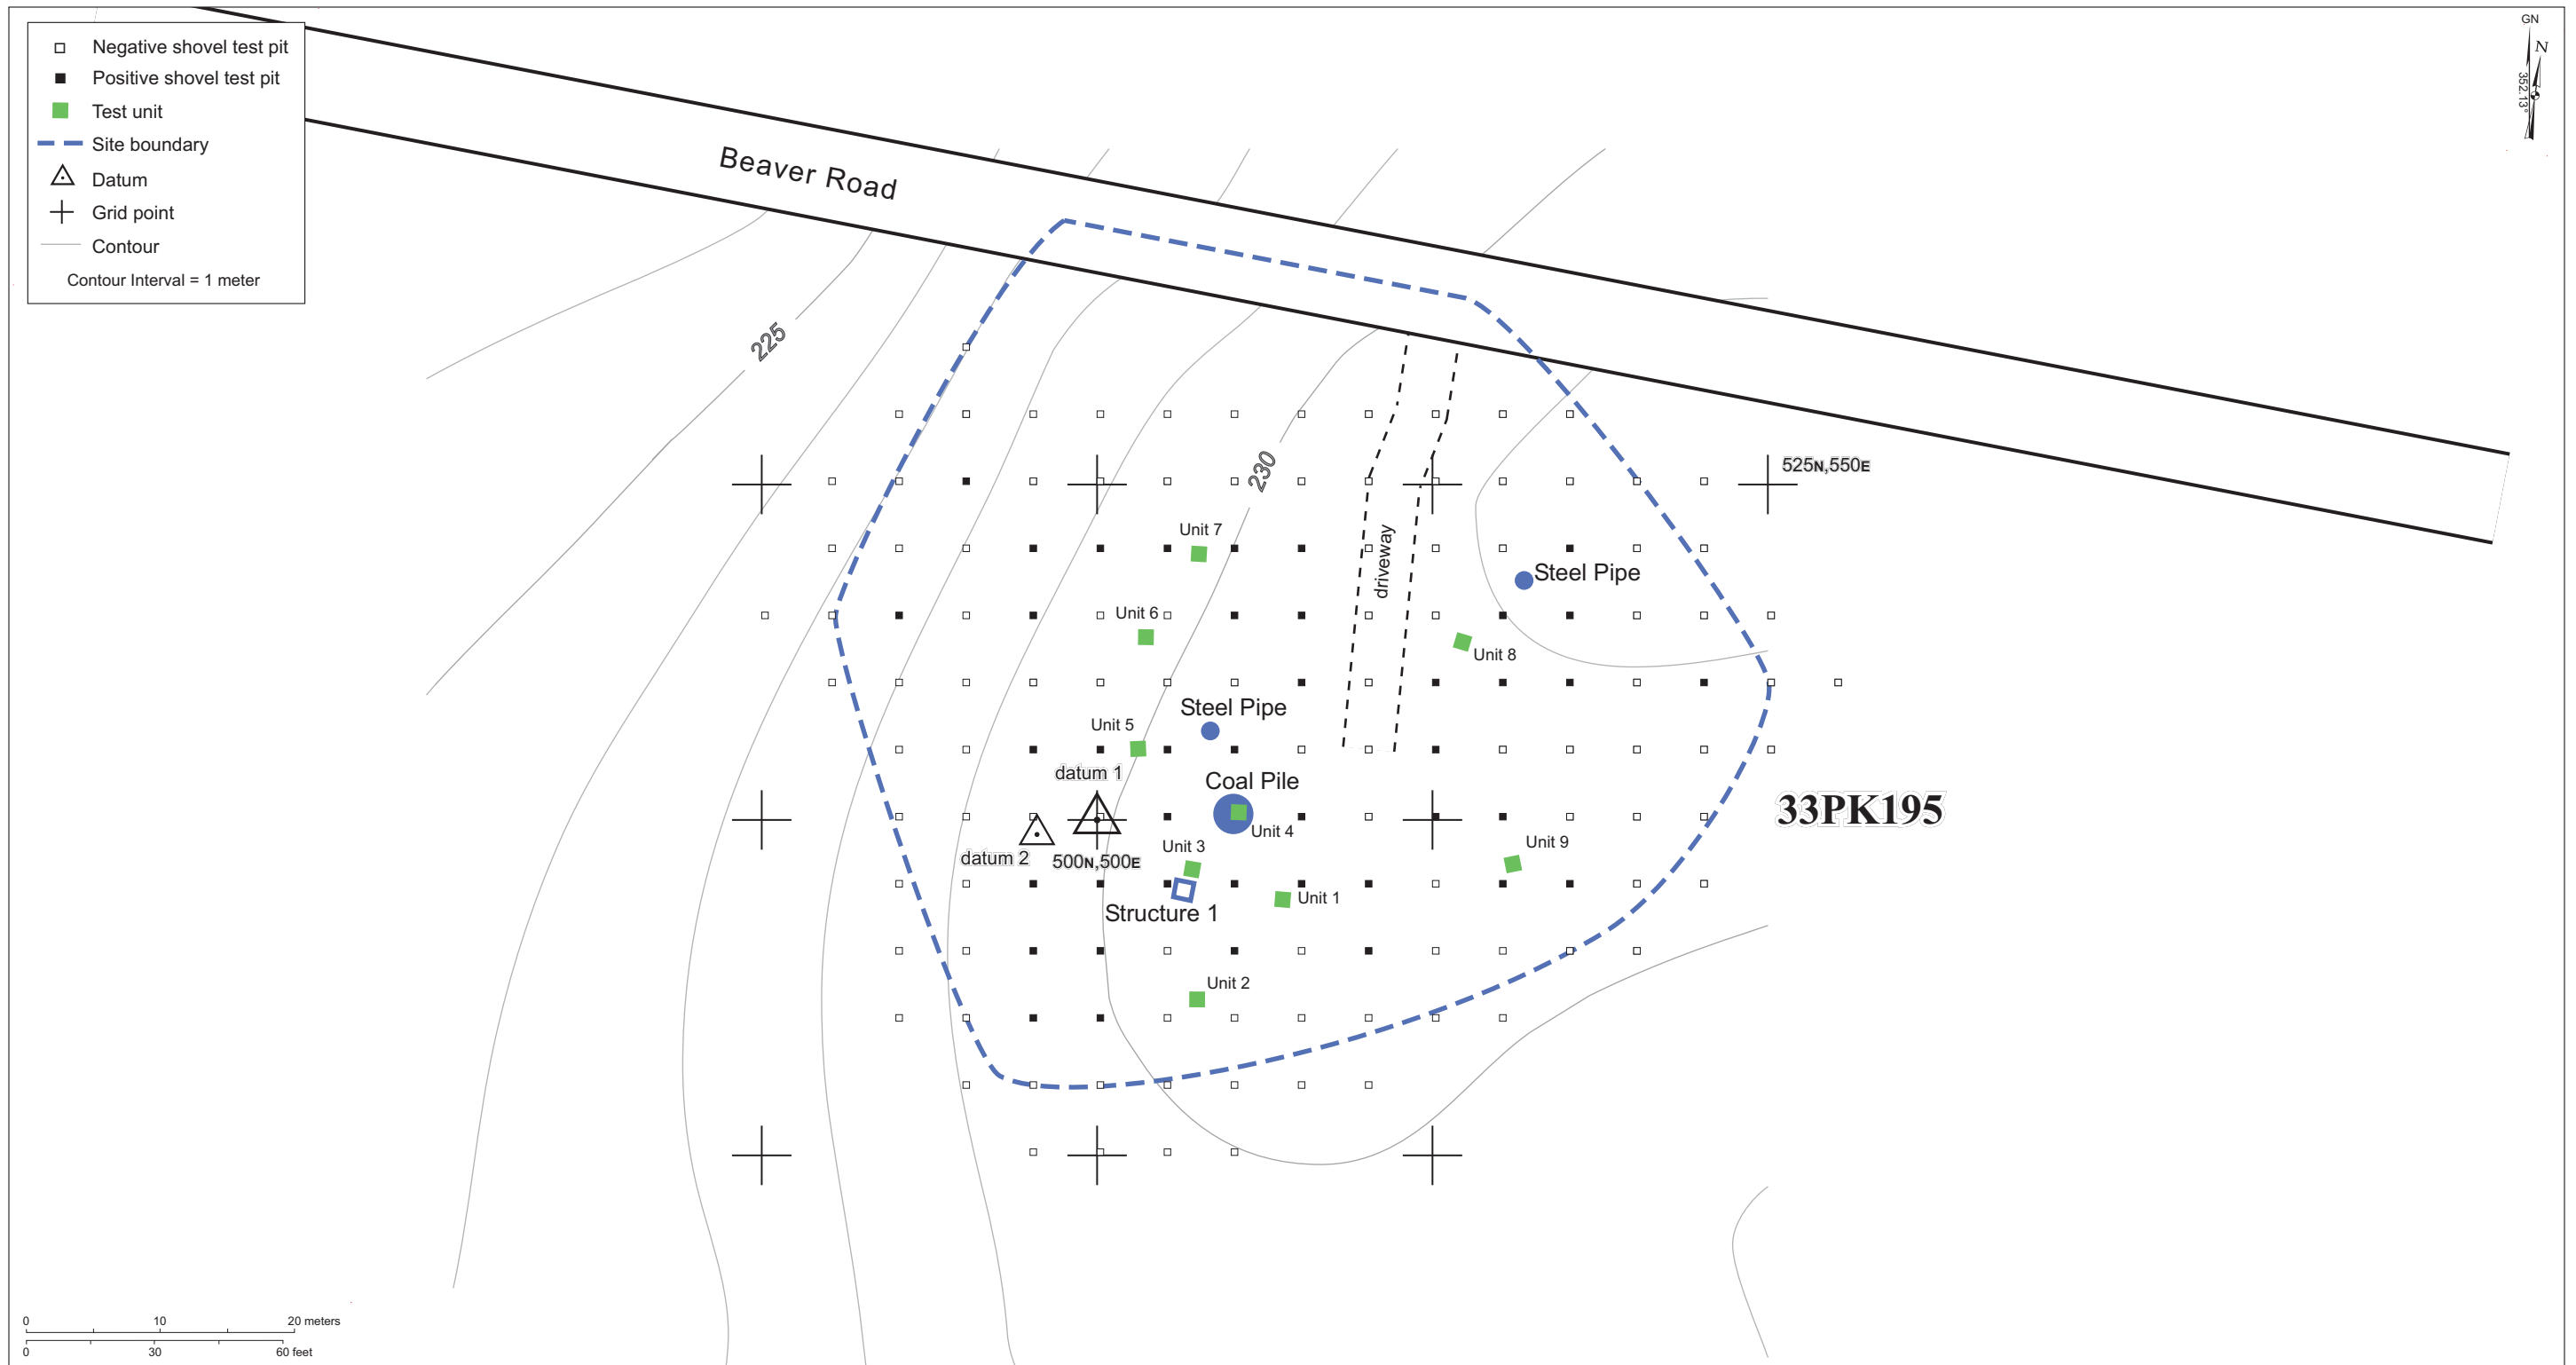 Negative shovel test pit
Positive shovel test pit
Test unit
Site boundary
Datum
Grid point
Contour
Contour Interval = 1 meter
GN
N
352.13°
Beaver Road
225
230
525N,550E
Unit 7
driveway
Steel Pipe
Unit 6
Unit 8
Steel Pipe
Unit 5
datum 1
Coal Pile
33PK195
Unit 4
Unit 3
Unit 9
datum 2
500N,500E
Unit 1
Structure 1
Unit 2
0 10 20 meters
0 30 60 feet